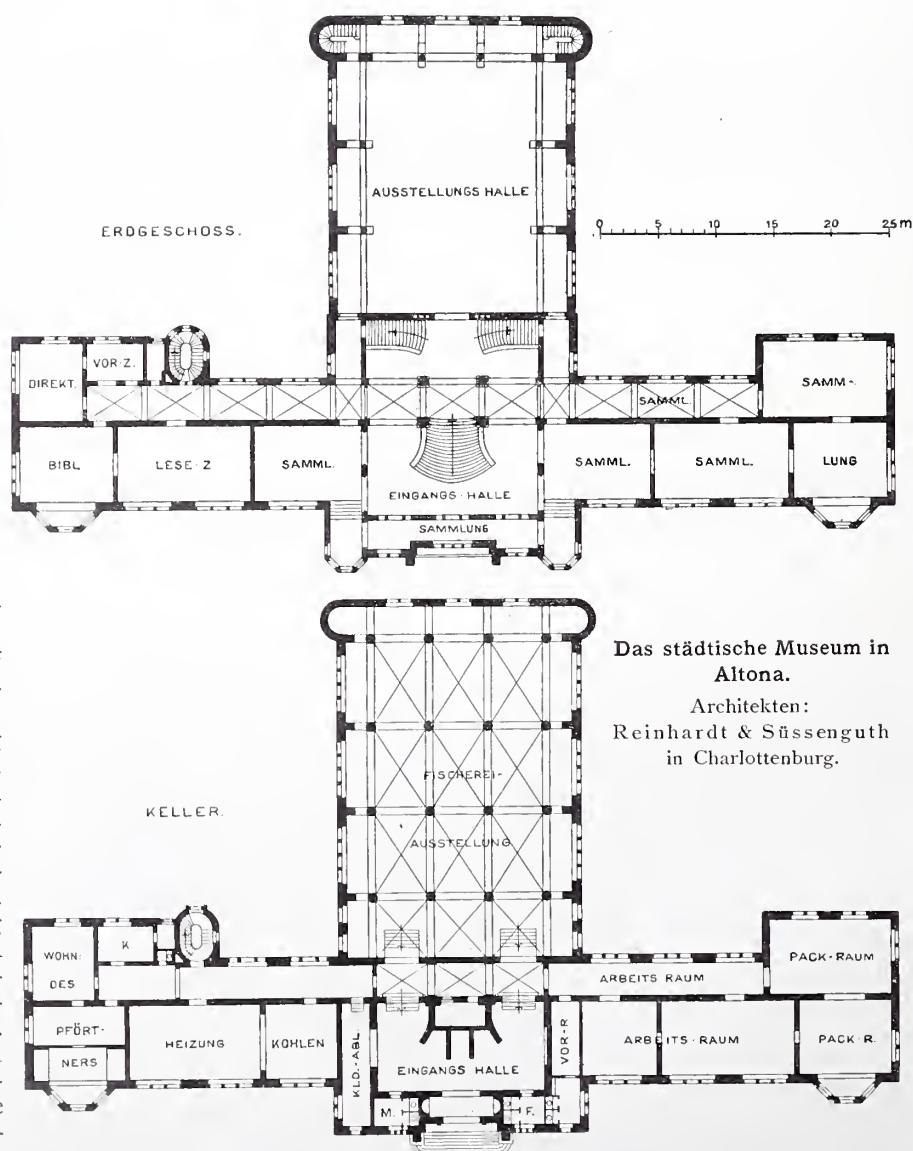 AUSSTELLUNGS HALLE
ERDGESCHOSS.
0 5 10 15 20 25 m
VOR·Z.
DIREKT.
SAMM-
SAML.
BIBL
LESE·Z
SAMML.
SAMML.
SAMML.
LUNG
EINGANGS·HALLE
SAMMLUNG
Das städtische Museum in
Altona.
Architekten:
Reinhardt & Süssenguth
in Charlottenburg.
FISCHEREI-
KELLER.
AUSSTELLUNG
K
WOHN:
DES
PACK-RAUM
ARBEITS RAUM
PFÖRT-
NERS
HEIZUNG
KOHLEN
KLD.-ABL
EINGANGS HALLE
VOR-R
ARBEITS·RAUM
PACK·R.
M.
F.